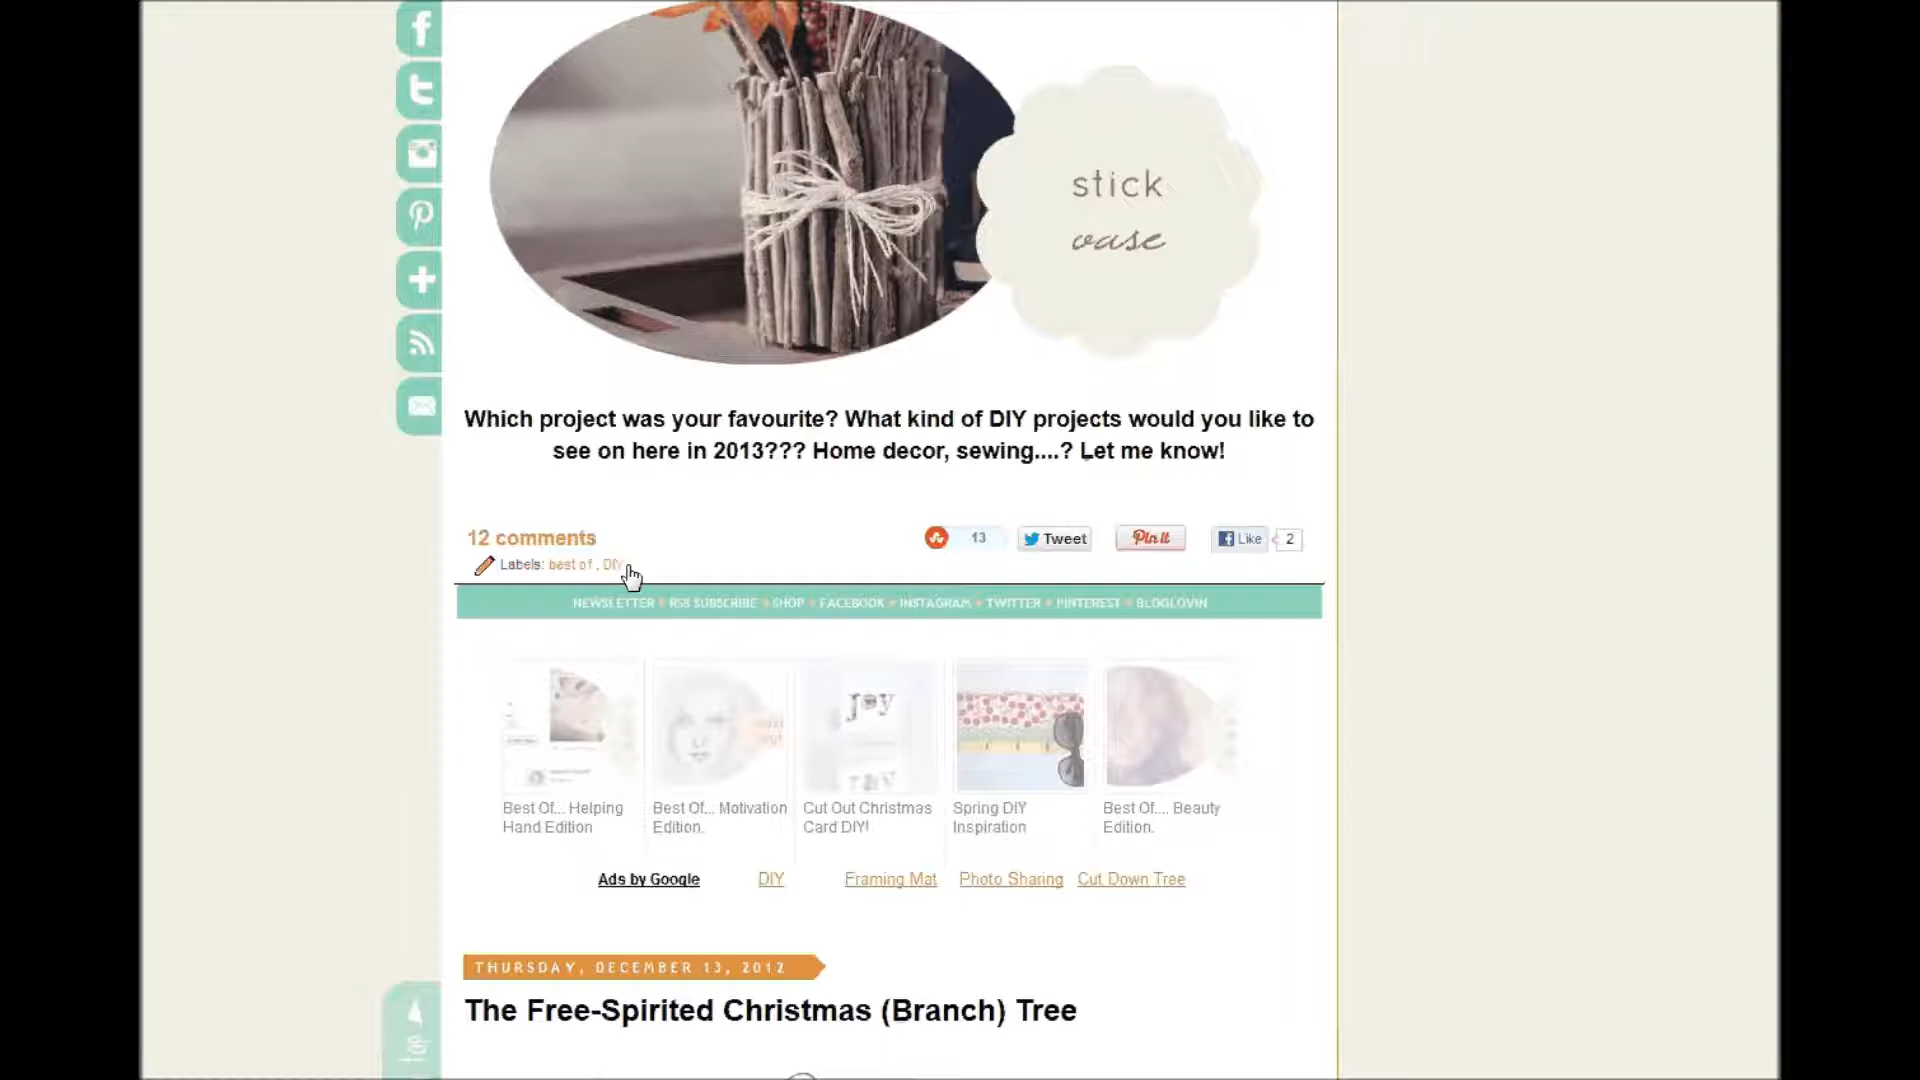 stick
vase
Which project was your favourite? What kind of DIY projects would you like to
see on here in 2013??? Home decor, sewing....? Let me know!
12 comments
13
Tweet
Pin it
Like
2
Labels: best of , DIY
NEWSLETTER RSS SUBSCRIBE SHOP FACEBOOK INSTAGRAM TWITTER PINTEREST BLOGLOVIN
joy
Best Of... Helping
Hand Edition
Best Of... Motivation
Edition.
Cut Out Christmas
Card DIY!
Spring DIY
Inspiration
Best Of.... Beauty
Edition.
Ads by Google
DIY
Framing Mat
Photo Sharing
Cut Down Tree
THURSDAY, DECEMBER 13, 2012
The Free-Spirited Christmas (Branch) Tree